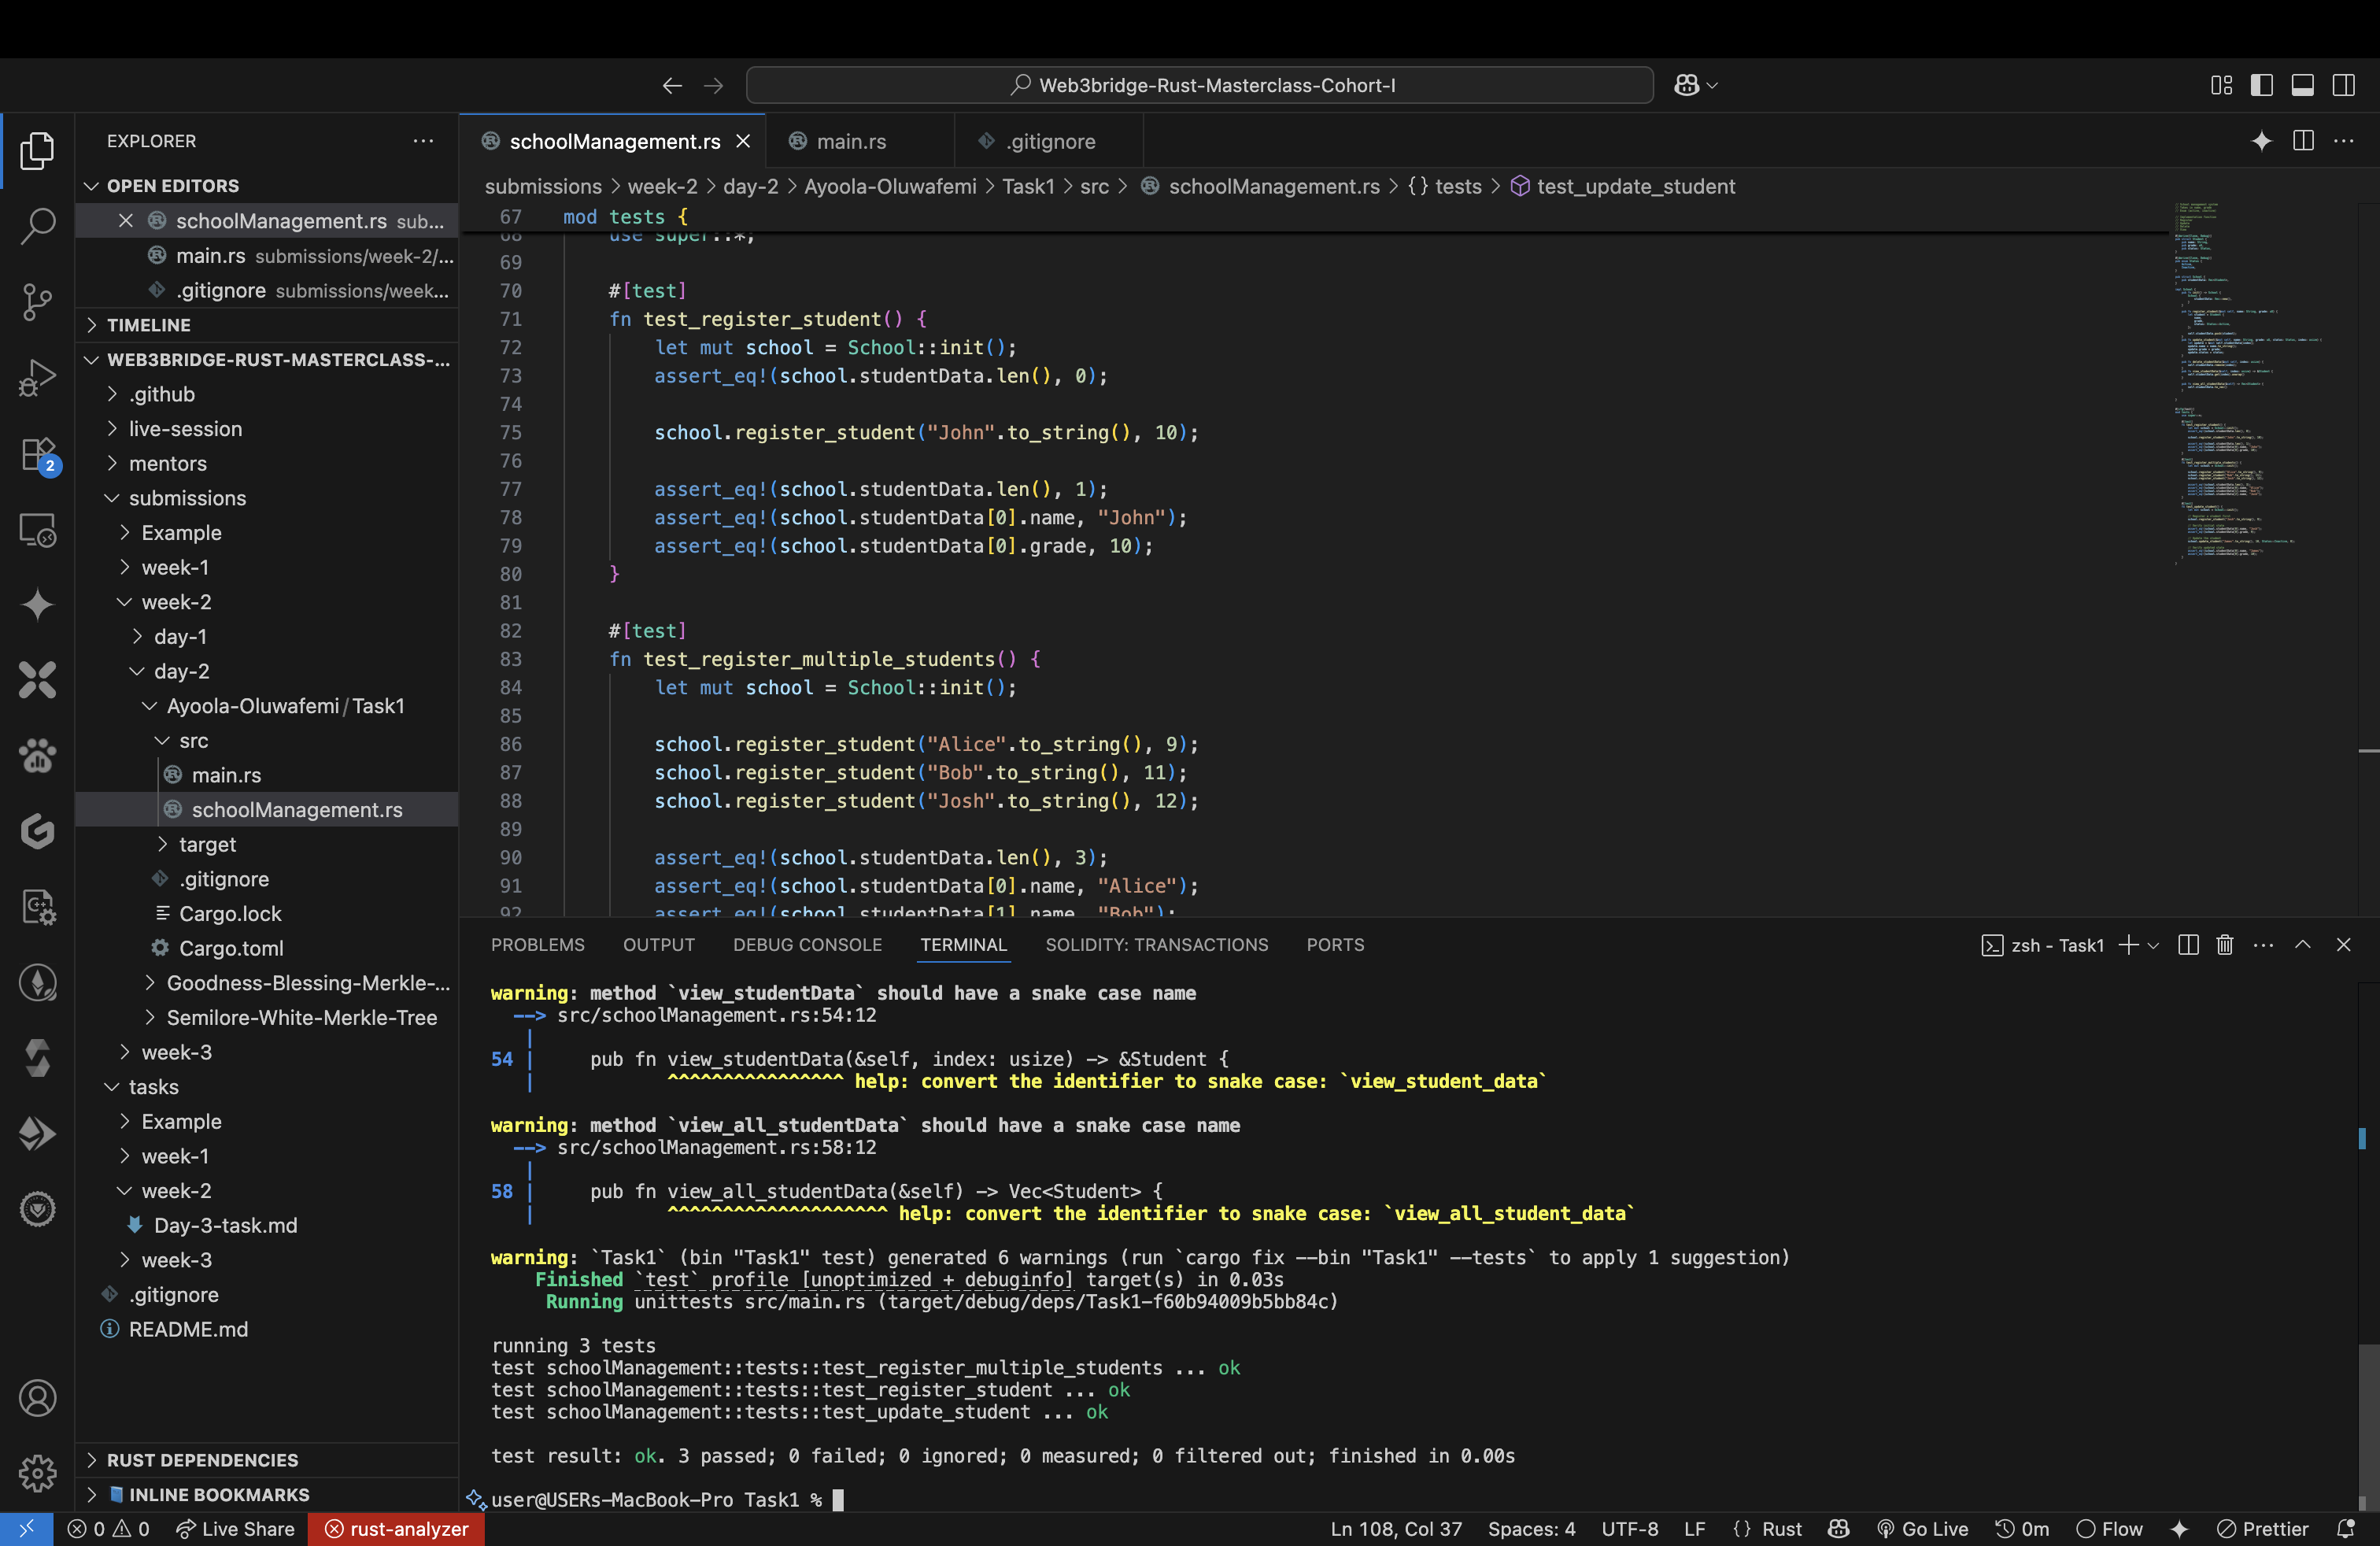 Web3bridge-Rust-Masterclass-Cohort-I
EXPLORER
OPEN EDITORS
schoolManagement.rs sub...
main.rs submissions/week-2/...
.gitignore submissions/week...
TIMELINE
WEB3BRIDGE-RUST-MASTERCLASS-...
.github
live-session
mentors
submissions
Example
week-1
week-2
day-1
day-2
Ayoola-Oluwafemi/Task1
src
main.rs
schoolManagement.rs
target
.gitignore
Cargo.lock
Cargo.toml
Goodness-Blessing-Merkle-...
Semilore-White-Merkle-Tree
week-3
tasks
Example
week-1
week-2
Day-3-task.md
week-3
.gitignore
README.md
RUST DEPENDENCIES
INLINE BOOKMARKS
2
schoolManagement.rs main.rs .gitignore
submissions > week-2 > day-2 > Ayoola-Oluwafemi > Task1 > src > schoolManagement.rs > {} tests > test_update_student
67 mod tests {
68 use super::*;
69
70 #[test]
71 fn test_register_student() {
72 let mut school = School::init();
73 assert_eq!(school.studentData.len(), 0);
74
75 school.register_student("John".to_string(), 10);
76
77 assert_eq!(school.studentData.len(), 1);
78 assert_eq!(school.studentData[0].name, "John");
79 assert_eq!(school.studentData[0].grade, 10);
80 }
81
82 #[test]
83 fn test_register_multiple_students() {
84 let mut school = School::init();
85
86 school.register_student("Alice".to_string(), 9);
87 school.register_student("Bob".to_string(), 11);
88 school.register_student("Josh".to_string(), 12);
89
90 assert_eq!(school.studentData.len(), 3);
91 assert_eq!(school.studentData[0].name, "Alice");
92 assert_eq!(school.studentData[1].name, "Bob");
PROBLEMS OUTPUT DEBUG CONSOLE TERMINAL SOLIDITY: TRANSACTIONS PORTS
zsh - Task1
warning: method `view_studentData` should have a snake case name
--> src/schoolManagement.rs:54:12
|
54 | pub fn view_studentData(&self, index: usize) -> &Student {
| ^^^^^^^^^^^^^^^^ help: convert the identifier to snake case: `view_student_data`
warning: method `view_all_studentData` should have a snake case name
--> src/schoolManagement.rs:58:12
|
58 | pub fn view_all_studentData(&self) -> Vec<Student> {
| ^^^^^^^^^^^^^^^^^^^^ help: convert the identifier to snake case: `view_all_student_data`
warning: `Task1` (bin "Task1" test) generated 6 warnings (run `cargo fix --bin "Task1" --tests` to apply 1 suggestion)
Finished `test` profile [unoptimized + debuginfo] target(s) in 0.03s
Running unittests src/main.rs (target/debug/deps/Task1-f60b94009b5bb84c)
running 3 tests
test schoolManagement::tests::test_register_multiple_students ... ok
test schoolManagement::tests::test_register_student ... ok
test schoolManagement::tests::test_update_student ... ok
test result: ok. 3 passed; 0 failed; 0 ignored; 0 measured; 0 filtered out; finished in 0.00s
user@USERs-MacBook-Pro Task1 %
0 0 Live Share rust-analyzer Ln 108, Col 37 Spaces: 4 UTF-8 LF {} Rust Go Live 0m Flow Prettier